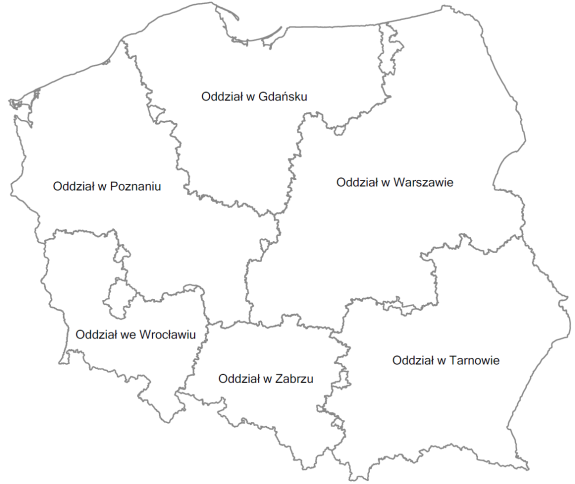 Oddział w Gdańsku
Oddział w Poznaniu
Oddział w Warszawie
Oddział we Wrocławiu
Oddział w Tarnowie
Oddział w Zabrzu